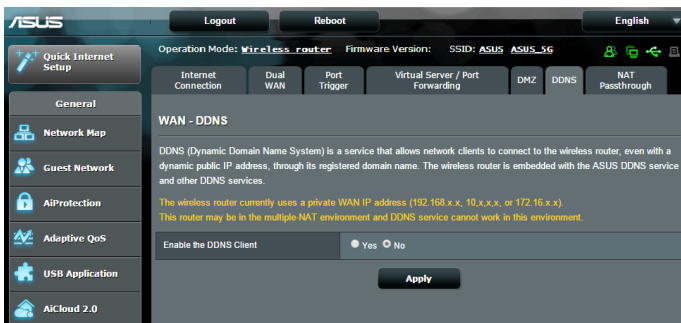 ASUS
Logout
Reboot
English
Quick Internet
Setup
Operation Mode: Wireless router Firmware Version: SSID: ASUS ASUS_5G
Internet
Connection
Dual
WAN
Port
Trigger
Virtual Server / Port
Forwarding
DMZ
DDNS
NAT
Passthrough
General
Network Map
Guest Network
AiProtection
Adaptive QoS
USB Application
AiCloud 2.0
WAN - DDNS
DDNS (Dynamic Domain Name System) is a service that allows network clients to connect to the wireless router, even with a
dynamic public IP address, through its registered domain name. The wireless router is embedded with the ASUS DDNS service
and other DDNS services.
The wireless router currently uses a private WAN IP address (192.168.x.x, 10,x,x,x, or 172.16.x.x).
This router may be in the multiple-NAT environment and DDNS service cannot work in this environment.
Enable the DDNS Client Yes No
Apply